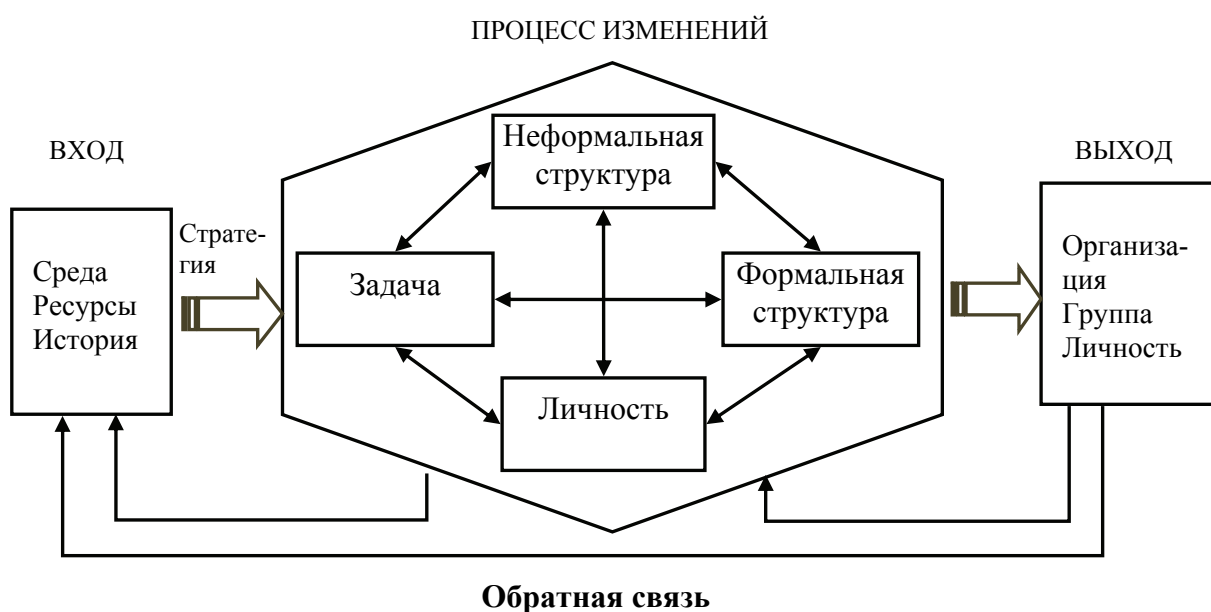 ПРОЦЕСС ИЗМЕНЕНИЙ
ВХОД
Среда
Ресурсы
История
Страте-
гия
Неформальная
структура
Задача
Формальная
структура
Личность
ВЫХОД
Организа-
ция
Группа
Личность
Обратная связь